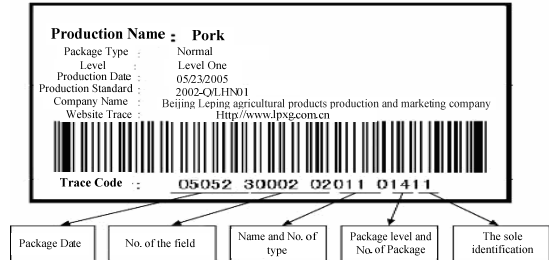 Production Name : Pork
Package Type : Normal
Level : Level One
Production Date : 05/23/2005
Production Standard : 2002-Q/LHN01
Company Name : Beijing Leping agricultural products production and marketing company
Website Trace : Http://www.lpxg.com.cn
Trace Code : 05052 30002 02011 01411
Package Date
No. of the field
Name and No. of type
Package level and No. of Package
The sole identification